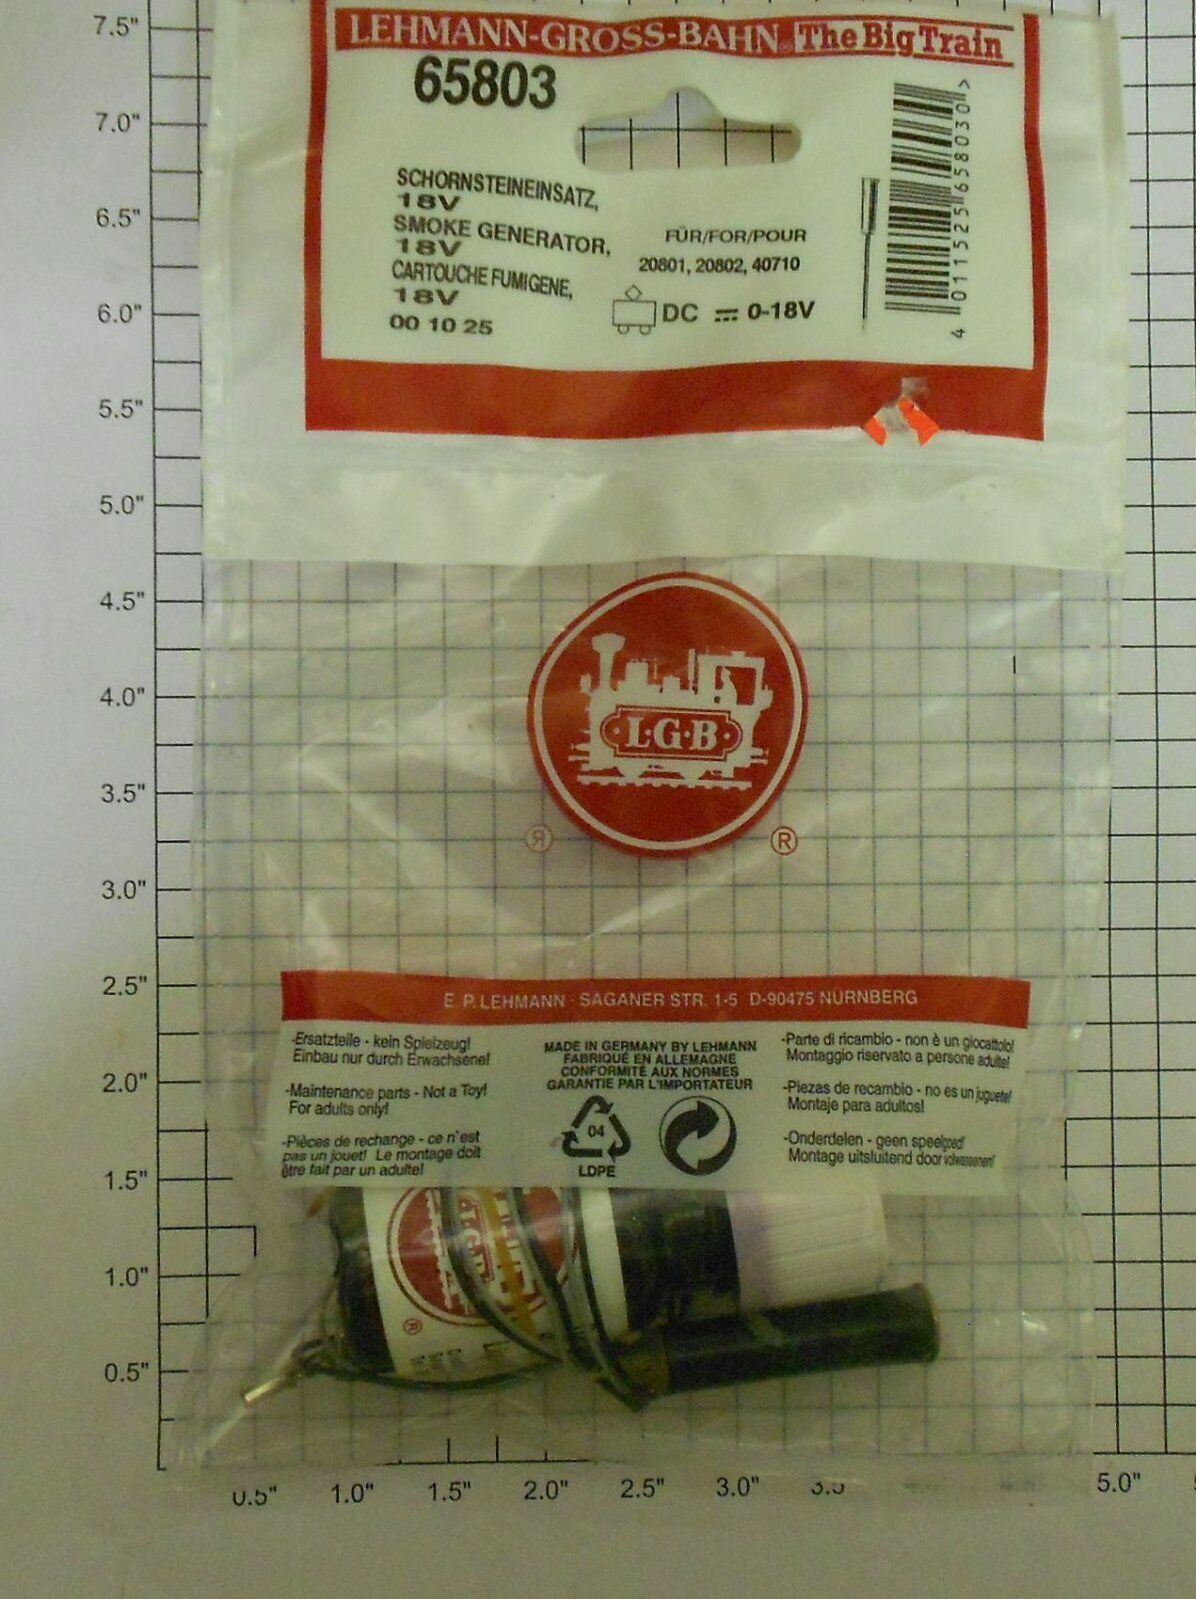 LEHMANN-GROSS-BAHN The Big Train
65803
SCHORNSTEINEINSATZ,
18V
SMOKE GENERATOR,
18V
CARTOUCHE FUMIGENE,
18V
00 10 25
FÜR/FOR/POUR
20801, 20802, 40710
DC 0-18V
4 011525 658030 >
L·G·B
®
®
E. P. LEHMANN · SAGANER STR. 1-5 D-90475 NÜRNBERG
-Ersatzteile - kein Spielzeug!
Einbau nur durch Erwachsene!
-Maintenance parts - Not a Toy!
For adults only!
-Pièces de rechange - ce n'est
pas un jouet! Le montage doit
être fait par un adulte!
MADE IN GERMANY BY LEHMANN
FABRIQUÉ EN ALLEMAGNE
CONFORMITÉ AUX NORMES
GARANTIE PAR L'IMPORTATEUR
04
LDPE
-Parte di ricambio - non è un giocattolo!
Montaggio riservato a persone adulte!
-Piezas de recambio - no es un juguete!
Montaje para adultos!
-Onderdelen - geen speelgoed!
Montage uitsluitend door volwassenen!
®
7.5"
7.0"
6.5"
6.0"
5.5"
5.0"
4.5"
4.0"
3.5"
3.0"
2.5"
2.0"
1.5"
1.0"
0.5"
0.5" 1.0" 1.5" 2.0" 2.5" 3.0" 3.5" 5.0"